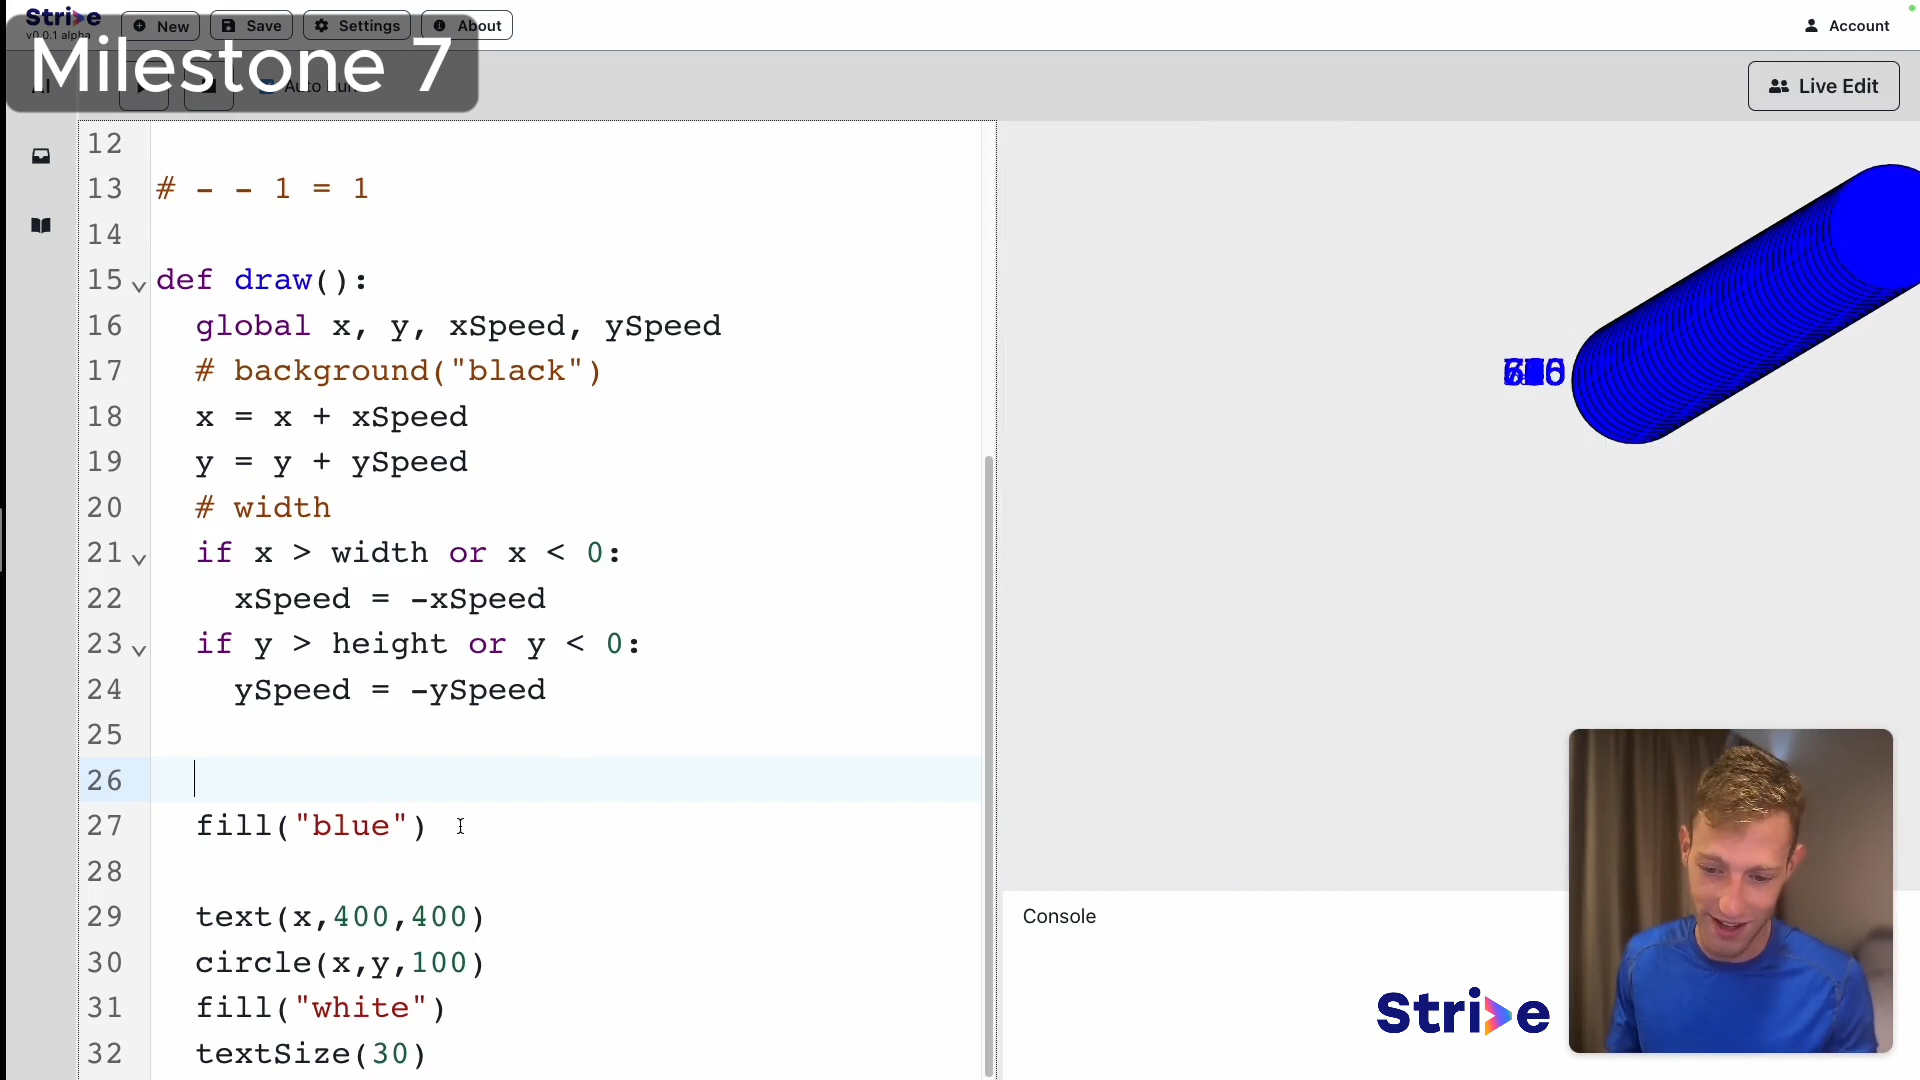 Strive
v0.0.1 alpha
New
Save
Settings
About
Account
Milestone 7
Live Edit
12
13 # - - 1 = 1
14
15 def draw():
16 global x, y, xSpeed, ySpeed
17 # background("black")
18 x = x + xSpeed
19 y = y + ySpeed
20 # width
21 if x > width or x < 0:
22 xSpeed = -xSpeed
23 if y > height or y < 0:
24 ySpeed = -ySpeed
25
26
27 fill("blue")
28
29 text(x,400,400)
30 circle(x,y,100)
31 fill("white")
32 textSize(30)
Console
Strive